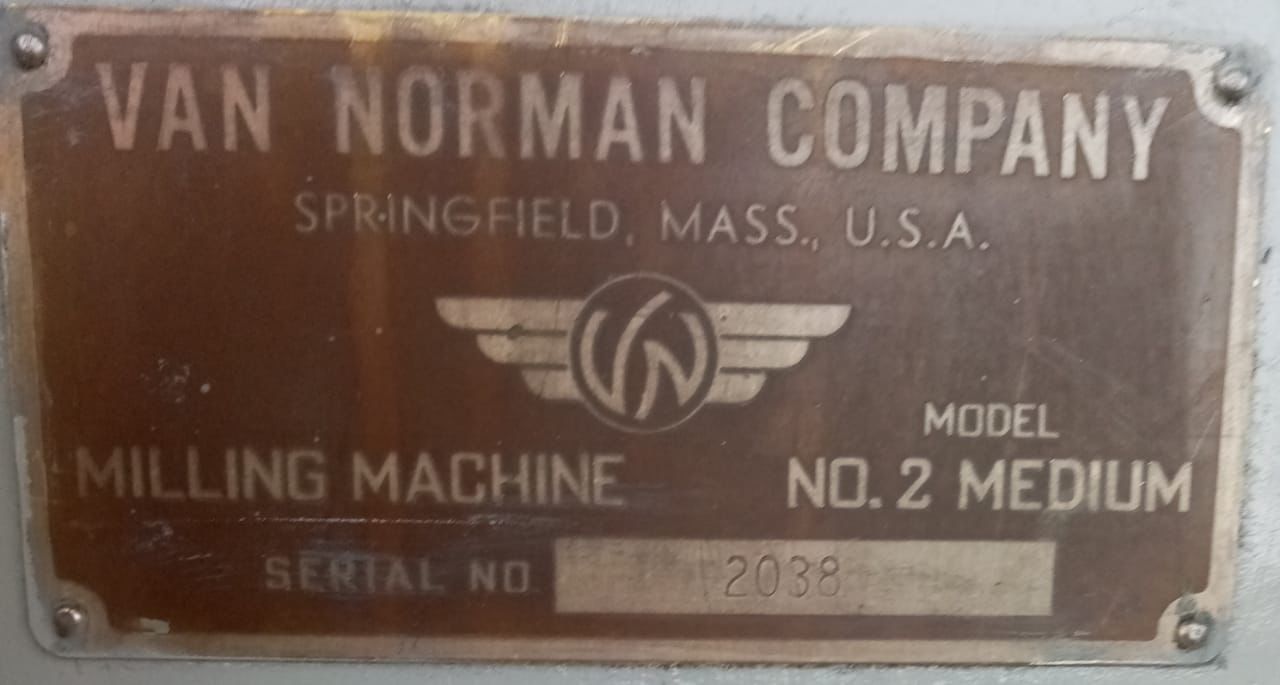 VAN NORMAN COMPANY
SPRINGFIELD, MASS., U.S.A.
VN
MODEL
MILLING MACHINE NO. 2 MEDIUM
SERIAL NO 2038